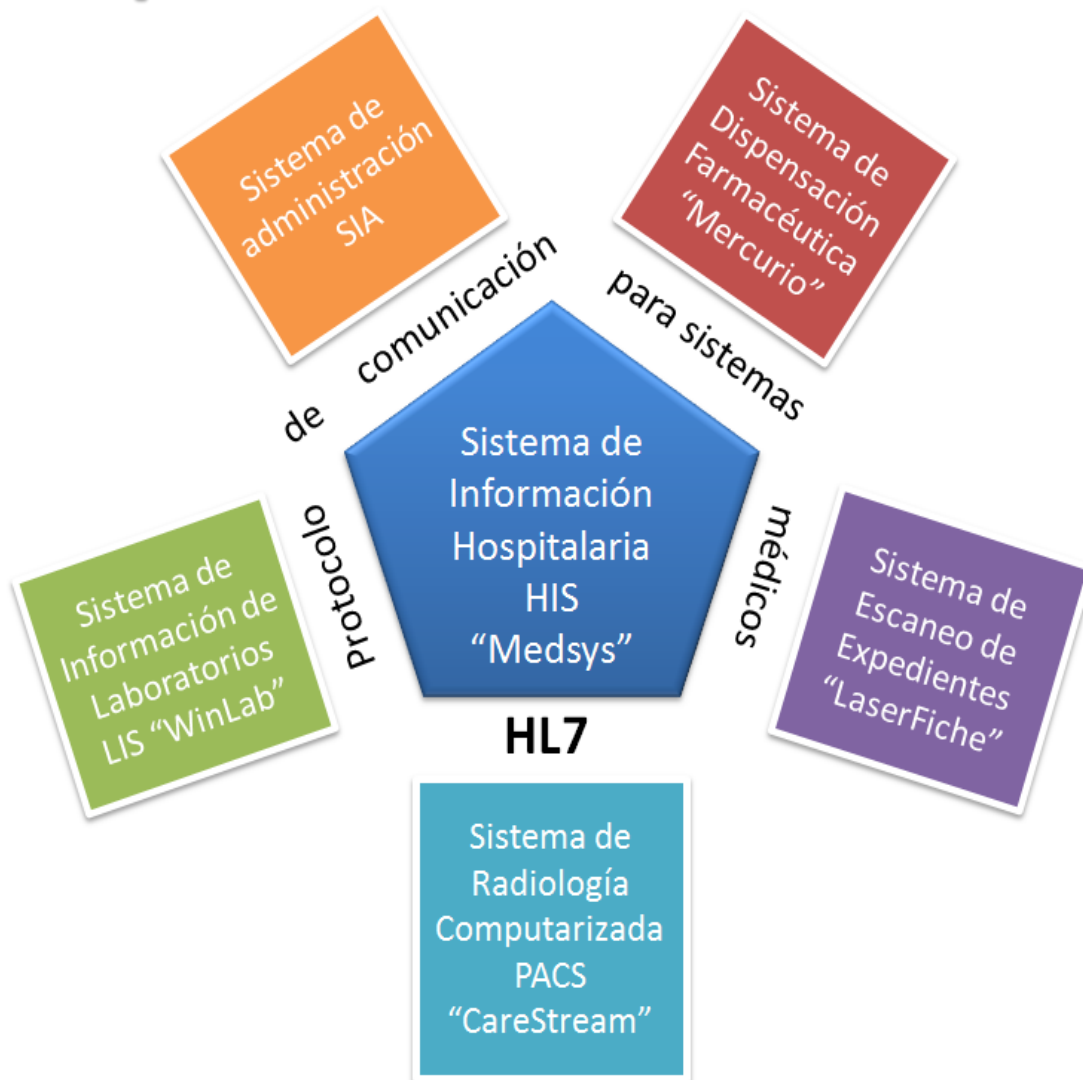 Sistema de
administración
SIA
Sistema de
Dispensación
Farmacéutica
“Mercurio”
Protocolo de comunicación para sistemas médicos
HL7
Sistema de
Información
Hospitalaria
HIS
“Medsys”
Sistema de
Información de
Laboratorios
LIS “WinLab”
Sistema de
Escaneo de
Expedientes
“LaserFiche”
Sistema de
Radiología
Computarizada
PACS
“CareStream”